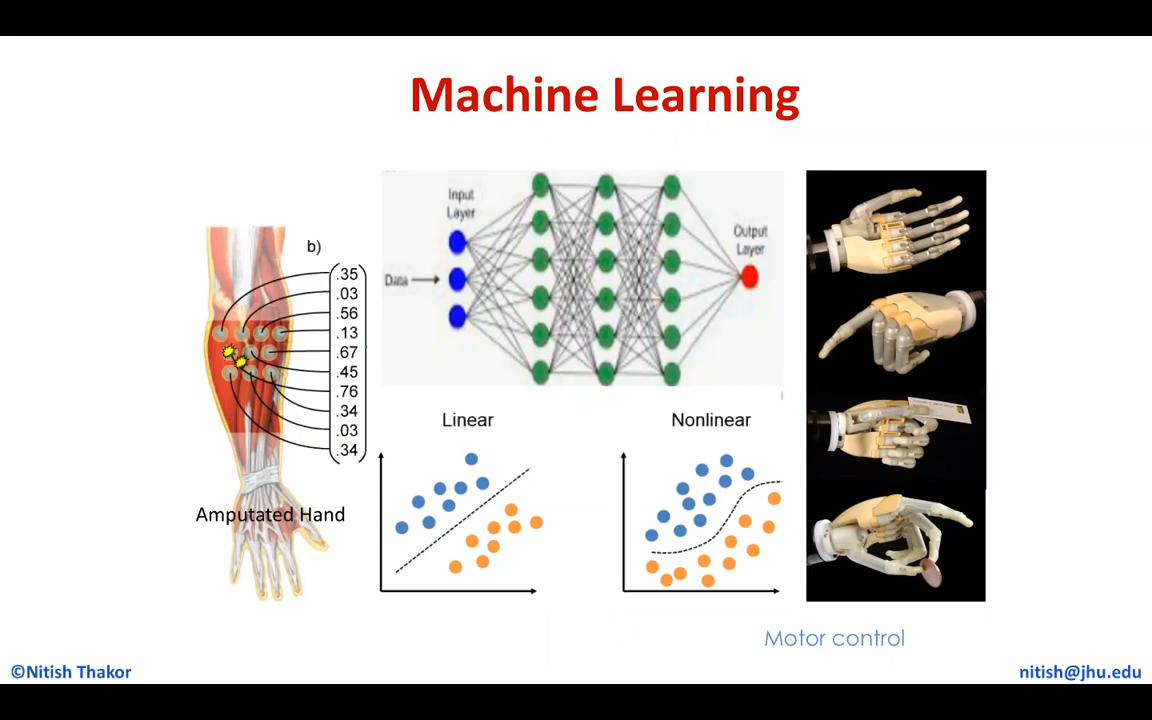 Machine Learning
b)
.35
.03
.56
.13
.67
.45
.76
.34
.03
.34
Amputated Hand
Input
Layer
Data
Output
Layer
Linear
Nonlinear
Motor control
©Nitish Thakor
nitish@jhu.edu